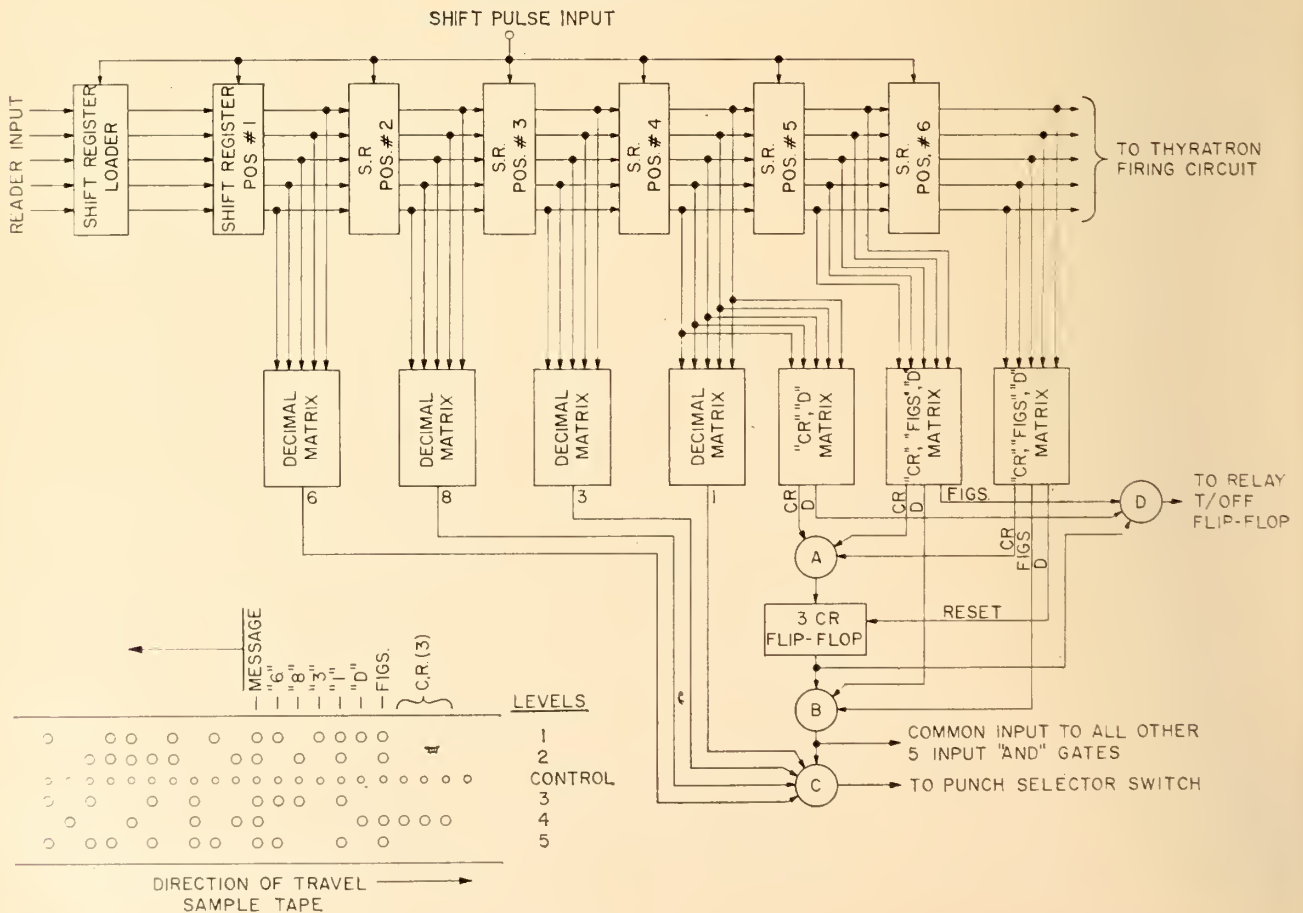 SHIFT PULSE INPUT
READER INPUT
SHIFT REGISTER
LOADER
SHIFT REGISTER
POS. #1
S.R.
POS. #2
S.R.
POS. #3
S.R.
POS. #4
S.R.
POS. #5
S.R.
POS. #6
TO THYRATRON
FIRING CIRCUIT
DECIMAL
MATRIX
DECIMAL
MATRIX
DECIMAL
MATRIX
DECIMAL
MATRIX
"CR", "D"
MATRIX
"CR", "FIGS", "D"
MATRIX
"CR", "FIGS", "D"
MATRIX
6
8
3
1
CR
D
CR
D
FIGS.
CR
FIGS
D
D
TO RELAY
T/OFF
FLIP-FLOP
A
3 CR
FLIP-FLOP
RESET
B
COMMON INPUT TO ALL OTHER
5 INPUT "AND" GATES
C
TO PUNCH SELECTOR SWITCH
MESSAGE
"6"
"8"
"3"
"1"
"D"
FIGS.
C.R. (3)
LEVELS
1
2
CONTROL
3
4
5
DIRECTION OF TRAVEL
SAMPLE TAPE